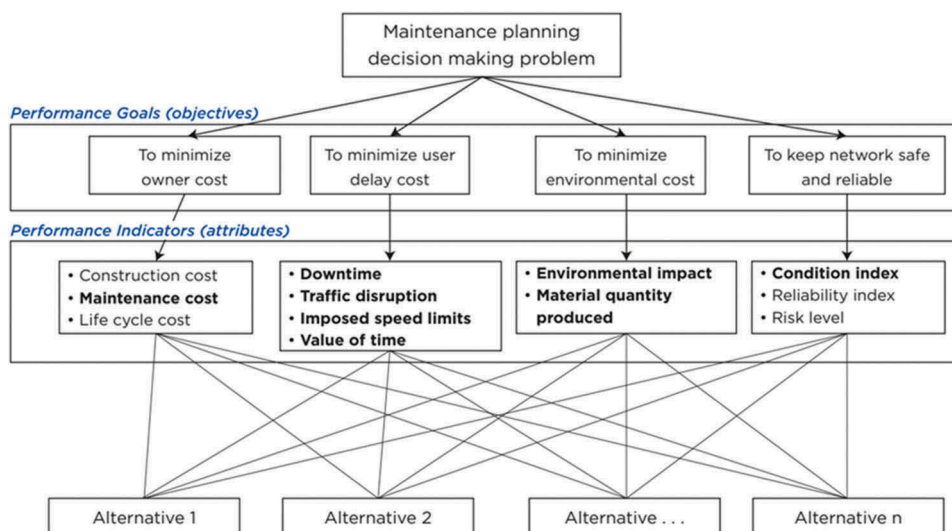 Maintenance planning
decision making problem
Performance Goals (objectives)
To minimize
owner cost
To minimize user
delay cost
To minimize
environmental cost
To keep network safe
and reliable
Performance Indicators (attributes)
• Construction cost
• Maintenance cost
• Life cycle cost
• Downtime
• Traffic disruption
• Imposed speed limits
• Value of time
• Environmental impact
• Material quantity
produced
• Condition index
• Reliability index
• Risk level
Alternative 1
Alternative 2
Alternative . . .
Alternative n